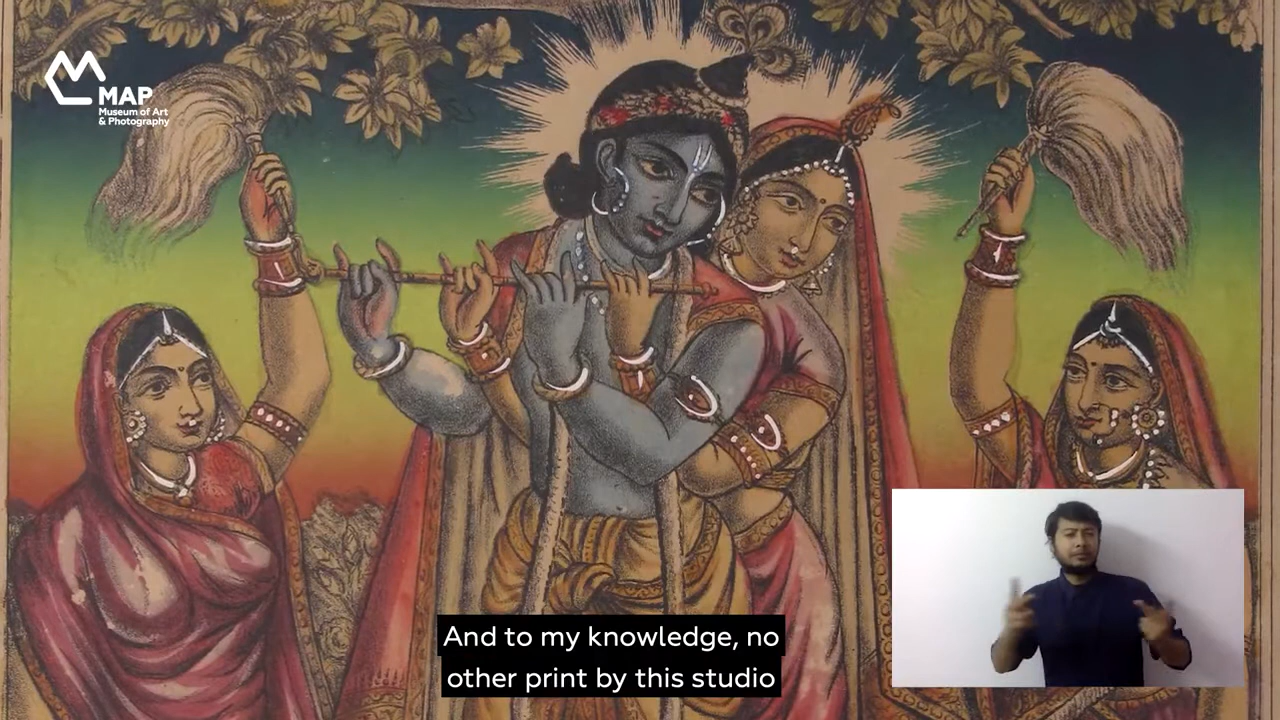 MAP
Museum of Art
& Photography
And to my knowledge, no
other print by this studio